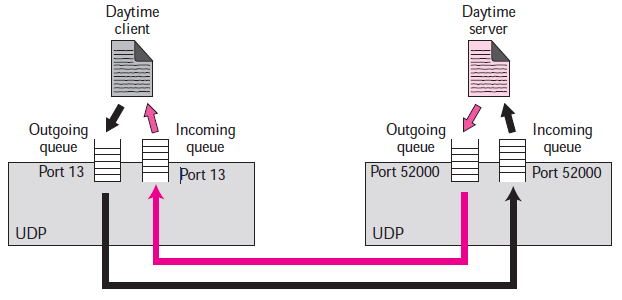 Daytime
client
Daytime
server
Outgoing
queue
Incoming
queue
Outgoing
queue
Incoming
queue
Port 13
Port 13
Port 52000
Port 52000
UDP
UDP